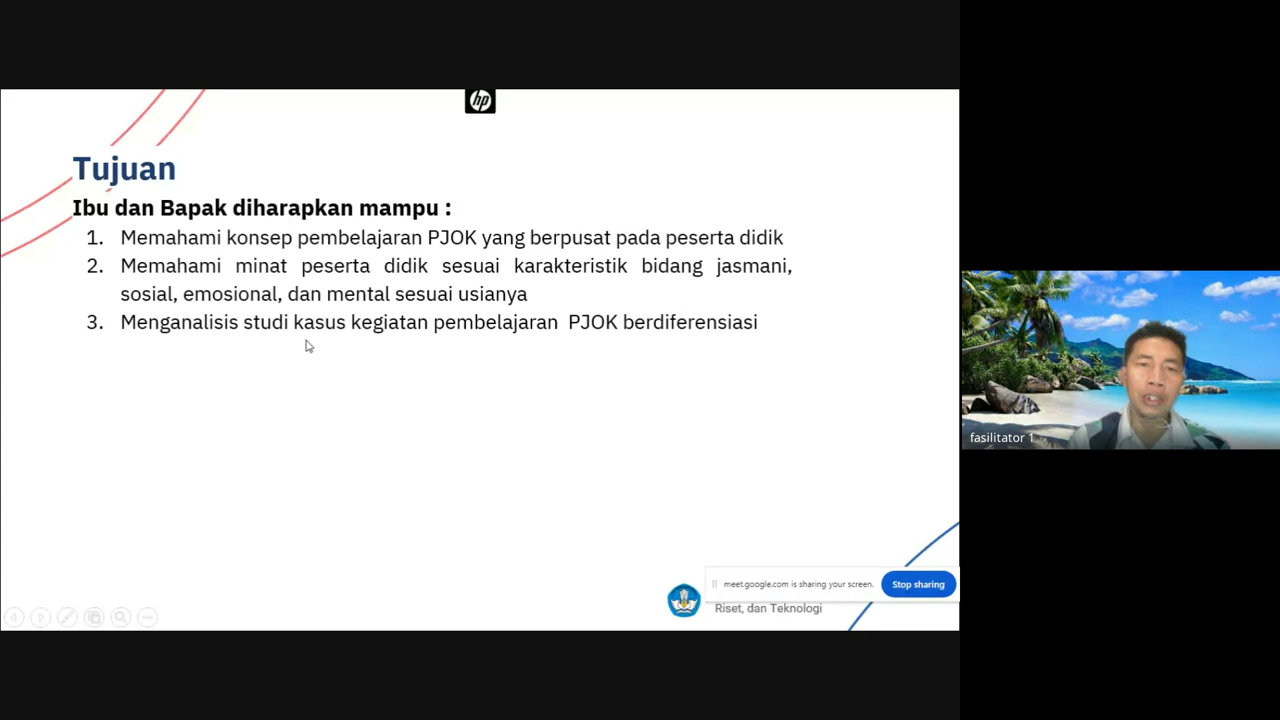 hp
Tujuan
Ibu dan Bapak diharapkan mampu :
1. Memahami konsep pembelajaran PJOK yang berpusat pada peserta didik
2. Memahami minat peserta didik sesuai karakteristik bidang jasmani,
sosial, emosional, dan mental sesuai usianya
3. Menganalisis studi kasus kegiatan pembelajaran PJOK berdiferensiasi
fasilitator 1
meet.google.com is sharing your screen.
Stop sharing
Riset, dan Teknologi